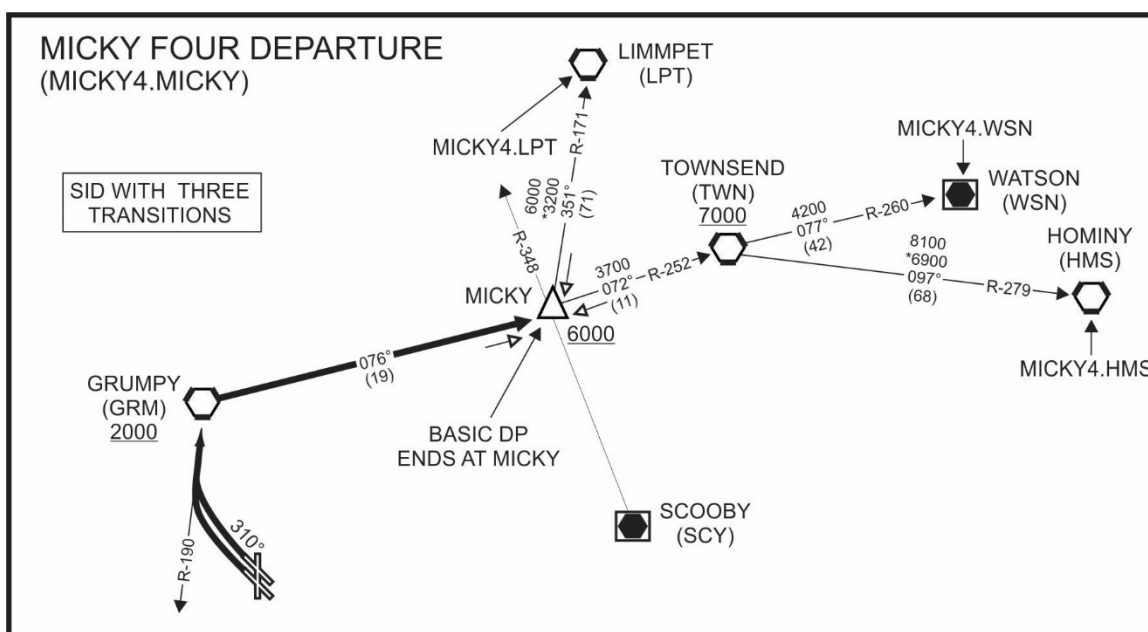 MICKY FOUR DEPARTURE
(MICKY4.MICKY)
SID WITH THREE
TRANSITIONS
LIMMPET
(LPT)
MICKY4.LPT
R-171
6000
*3200
351°
(71)
R-348
MICKY
6000
3700
072°
(11)
R-252
TOWNSEND
(TWN)
7000
4200
077°
(42)
R-260
MICKY4.WSN
WATSON
(WSN)
8100
*6900
097°
(68)
R-279
HOMINY
(HMS)
MICKY4.HMS
076°
(19)
GRUMPY
(GRM)
2000
BASIC DP
ENDS AT MICKY
SCOOBY
(SCY)
310°
R-190